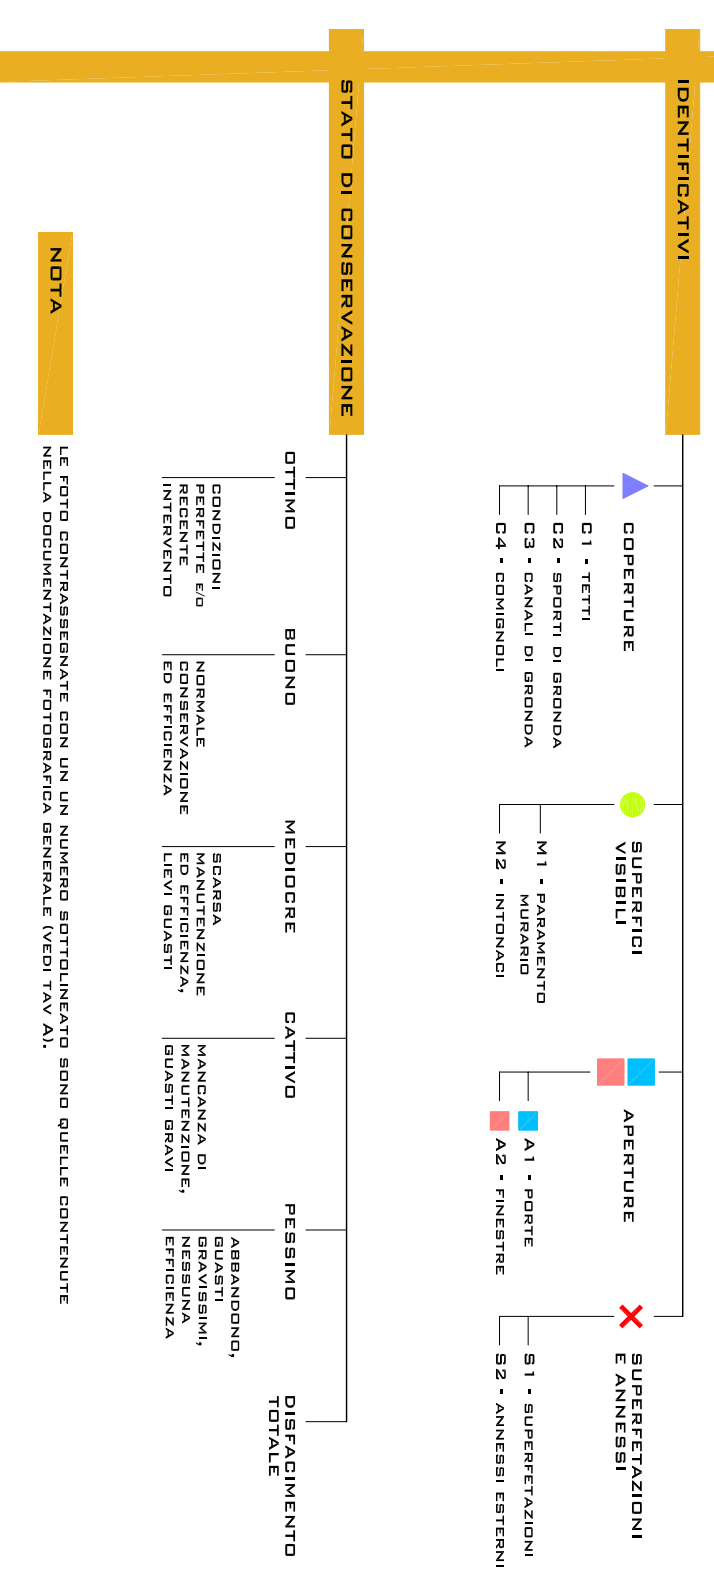 IDENTIFICATIVI
COPERTURE
C1 - TETTI
C2 - SPORTI DI GRONDA
C3 - CANALI DI GRONDA
C4 - COMIGNOLI
SUPERFICI
VISIBILI
M1 - PARAMENTO
MURARIO
M2 - INTONACI
APERTURE
A1 - PORTE
A2 - FINESTRE
SUPERFETAZIONI
E ANNESSI
S1 - SUPERFETAZIONI
S2 - ANNESSI ESTERNI
STATO DI CONSERVAZIONE
OTTIMO
CONDIZIONI
PERFETTE E/O
RECENTE
INTERVENTO
BUONO
NORMALE
CONSERVAZIONE
ED EFFICIENZA
MEDIOCRE
SCARSA
MANUTENZIONE
ED EFFICIENZA,
LIEVI GUASTI
CATTIVO
MANCANZA DI
MANUTENZIONE,
GUASTI GRAVI
PESSIMO
ABBANDONO,
GUASTI
GRAVISSIMI,
NESSUNA
EFFICIENZA
DISFACIMENTO
TOTALE
NOTA
LE FOTO CONTRASSEGNATE CON UN UN NUMERO SOTTOLINEATO SONO QUELLE CONTENUTE
NELLA DOCUMENTAZIONE FOTOGRAFICA GENERALE (VEDI TAV A).